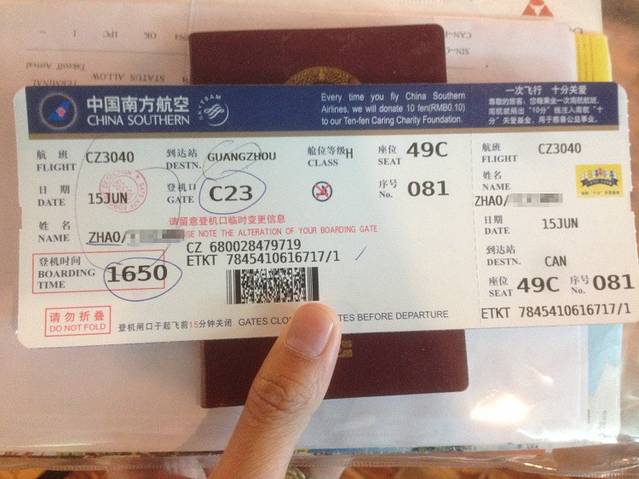 中国南方航空
CHINA SOUTHERN
SKYTEAM
Every time you fly China Southern
Airlines, we will donate 10 fen(RMB0.10)
to our Ten-fen Caring Charity Foundation.
一次飞行 十分关爱
航班 FLIGHT CZ3040
到达站 DESTN. GUANGZHOU
舱位等级 CLASS H
座位 SEAT 49C
日期 DATE 15JUN
登机口 GATE C23
序号 No. 081
姓名 NAME ZHAO/
请留意登机口临时变更信息
SE NOTE THE ALTERATION OF YOUR BOARDING GATE
CZ 680028479719
ETKT 7845410616717/1
登机时间 BOARDING TIME 1650
请勿折叠
DO NOT FOLD
登机闸口于起飞前15分钟关闭 GATES CLO TES BEFORE DEPARTURE
航班 FLIGHT CZ3040
姓名 NAME
ZHAO/
日期 DATE 15JUN
到达站 DESTN. CAN
座位 SEAT 49C 序号 No. 081
ETKT 7845410616717/1